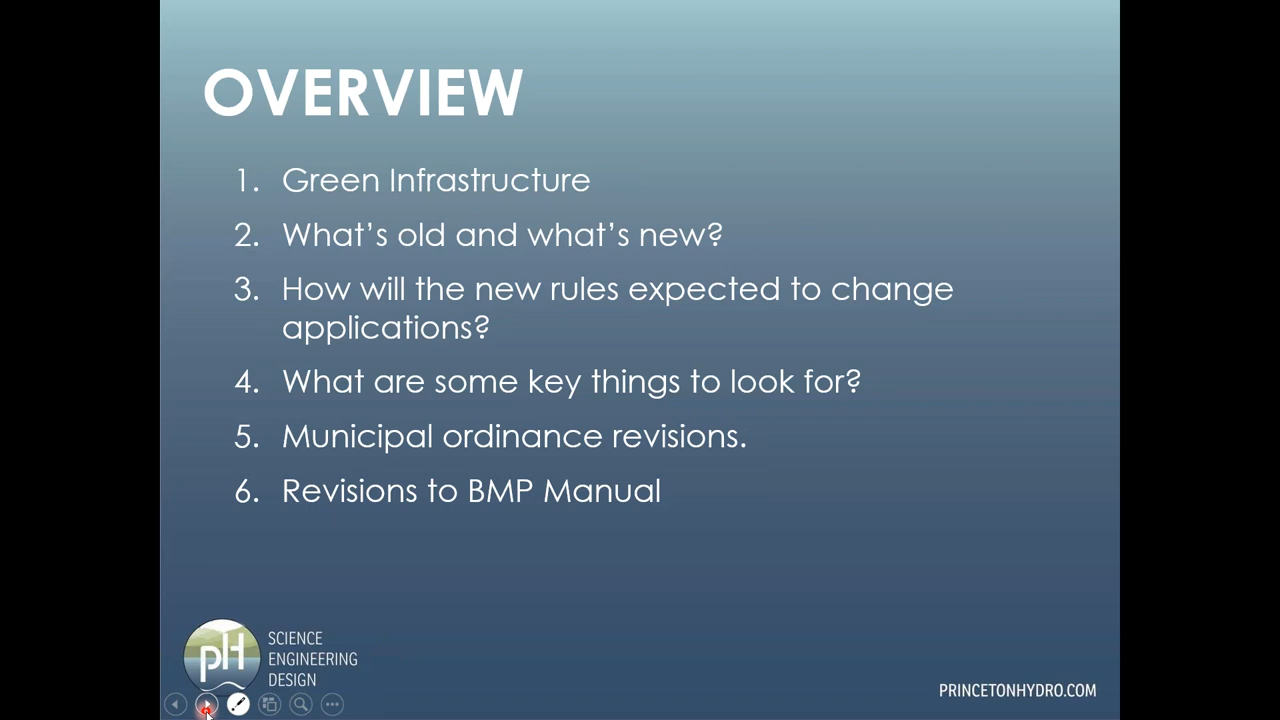 OVERVIEW
1. Green Infrastructure
2. What's old and what's new?
3. How will the new rules expected to change
applications?
4. What are some key things to look for?
5. Municipal ordinance revisions.
6. Revisions to BMP Manual
pH
SCIENCE
ENGINEERING
DESIGN
PRINCETONHYDRO.COM